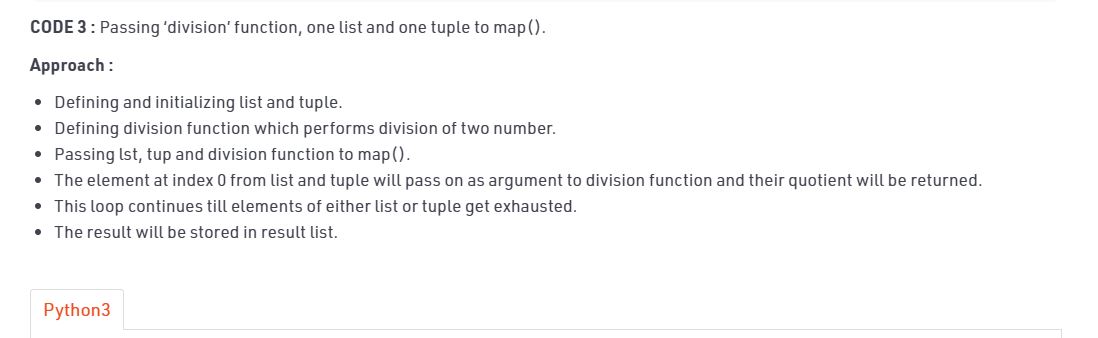 CODE 3 : Passing ‘division’ function, one list and one tuple to map().
Approach :
• Defining and initializing list and tuple.
• Defining division function which performs division of two number.
• Passing lst, tup and division function to map().
• The element at index 0 from list and tuple will pass on as argument to division function and their quotient will be returned.
• This loop continues till elements of either list or tuple get exhausted.
• The result will be stored in result list.
Python3